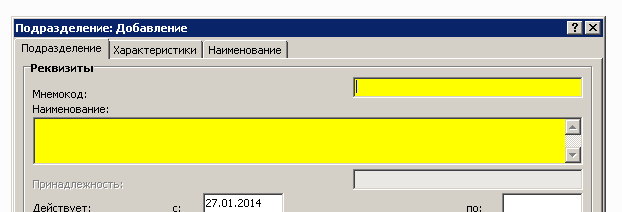 Подразделение: Добавление
Подразделение Характеристики Наименование
Реквизиты
Мнемокод:
Наименование:
Принадлежность:
Действует: с: 27.01.2014 по: